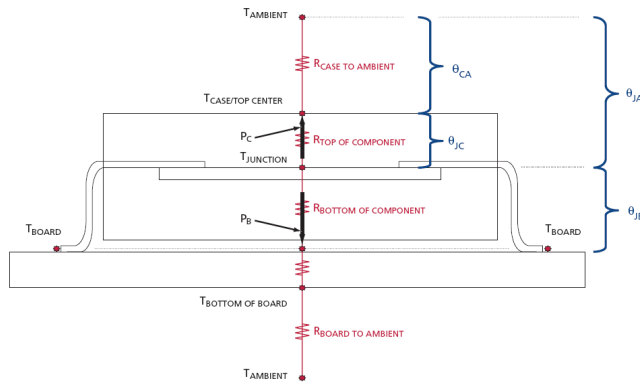 TAMBIENT
RCASE TO AMBIENT
θCA
θJA
TCASE/TOP CENTER
PC
RTOP OF COMPONENT
θJC
TJUNCTION
RBOTTOM OF COMPONENT
θJB
PB
TBOARD
TBOARD
TBOTTOM OF BOARD
RBOARD TO AMBIENT
TAMBIENT